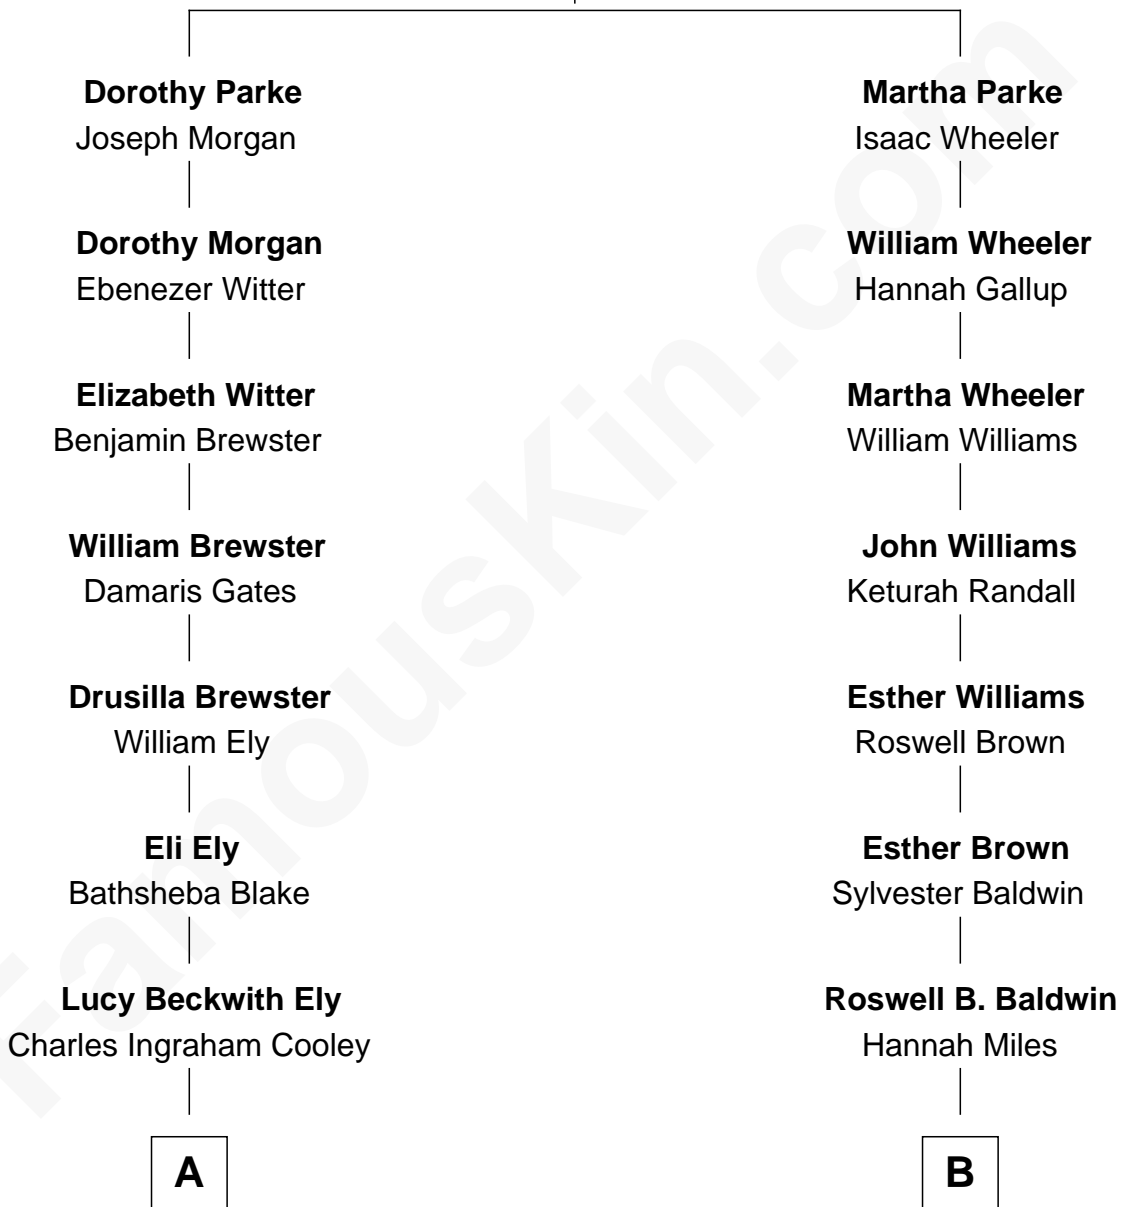 Dorothy Parke
Joseph Morgan
Dorothy Morgan
Ebenezer Witter
Elizabeth Witter
Benjamin Brewster
William Brewster
Damaris Gates
Drusilla Brewster
William Ely
Eli Ely
Bathsheba Blake
Lucy Beckwith Ely
Charles Ingraham Cooley
A
Martha Parke
Isaac Wheeler
William Wheeler
Hannah Gallup
Martha Wheeler
William Williams
John Williams
Keturah Randall
Esther Williams
Roswell Brown
Esther Brown
Sylvester Baldwin
Roswell B. Baldwin
Hannah Miles
B
FamousKin.com